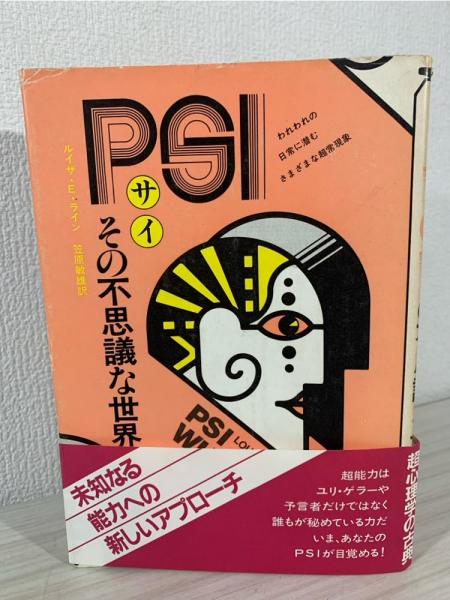 PSI
サイ
その不思議な世界
ルイザ・E・ライン 笠原敏雄訳
われわれの
日常に潜む
さまざまな超常現象
PSI
LOU
未知なる
能力への
新しいアプローチ
超能力は
ユリ・ゲラーや
予言者だけではなく
誰もが秘めている力だ
いま、あなたの
PSIが目覚める!
超心理学の古典